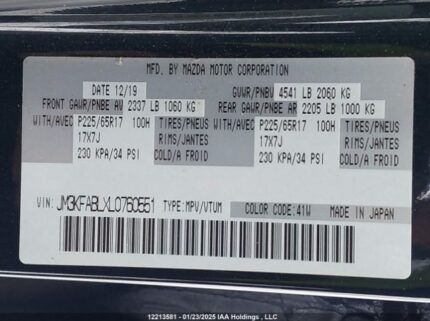 MFD. BY MAZDA MOTOR CORPORATION
DATE 12/19 GVWR/PNBV 4541 LB 2060 KG
FRONT GAWR/PNBE AV 2337 LB 1060 KG REAR GAWR/PNBE AR 2205 LB 1000 KG
WITH/AVEC P225/65R17 100H TIRES/PNEUS WITH/AVEC P225/65R17 100H TIRES/PNEUS
17X7J RIMS/JANTES 17X7J RIMS/JANTES
230 KPA/34 PSI COLD/A FROID 230 KPA/34 PSI COLD/A FROID
VIN: JM3KFABLXL0760551 TYPE:MPV/VTUM COLOR CODE:41W MADE IN JAPAN
12213581 - 01/23/2025 IAA Holdings , LLC